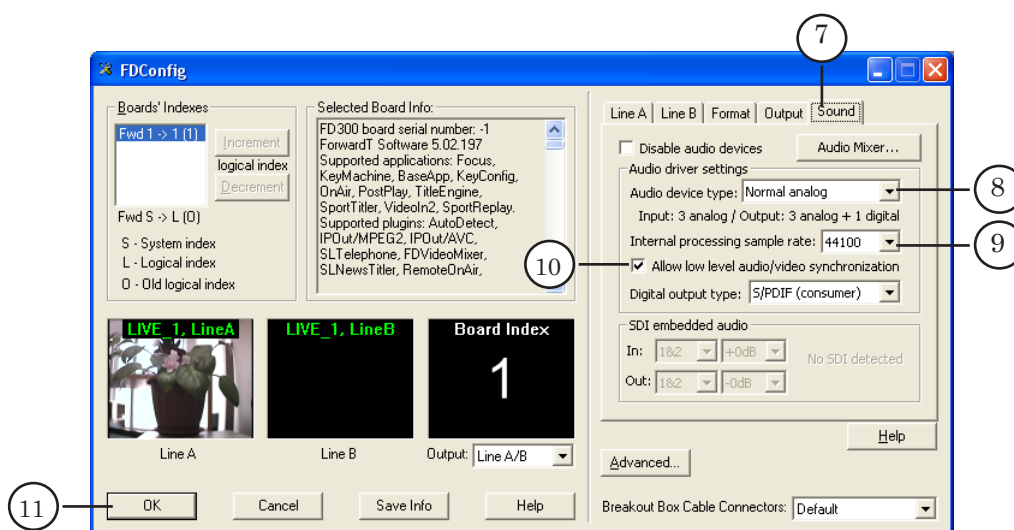 7
FDConfig
Boards' Indexes
Fwd 1 -> 1 (1)
Increment
logical index
Decrement
Fwd S -> L (O)
S - System index
L - Logical index
O - Old logical index
Selected Board Info:
FD300 board serial number: -1
ForwardT Software 5.02.197
Supported applications: Focus,
KeyMachine, BaseApp, KeyConfig,
OnAir, PostPlay, TitleEngine,
SportTitler, VideoIn2, SportReplay.
Supported plugins: AutoDetect,
IPOut/MPEG2, IPOut/AVC,
SLTelephone, FDVideoMixer,
SLNewsTitler, RemoteOnAir,
LIVE_1, LineA
LIVE_1, LineB
Board Index
1
Line A
Line B
Output: Line A/B
11
OK
Cancel
Save Info
Help
Line A
Line B
Format
Output
Sound
Disable audio devices
Audio Mixer...
Audio driver settings
Audio device type: Normal analog
8
Input: 3 analog / Output: 3 analog + 1 digital
Internal processing sample rate: 44100
9
10
Allow low level audio/video synchronization
Digital output type: S/PDIF (consumer)
SDI embedded audio
In: 1&2 +0dB
No SDI detected
Out: 1&2 -0dB
Help
Advanced...
Breakout Box Cable Connectors: Default